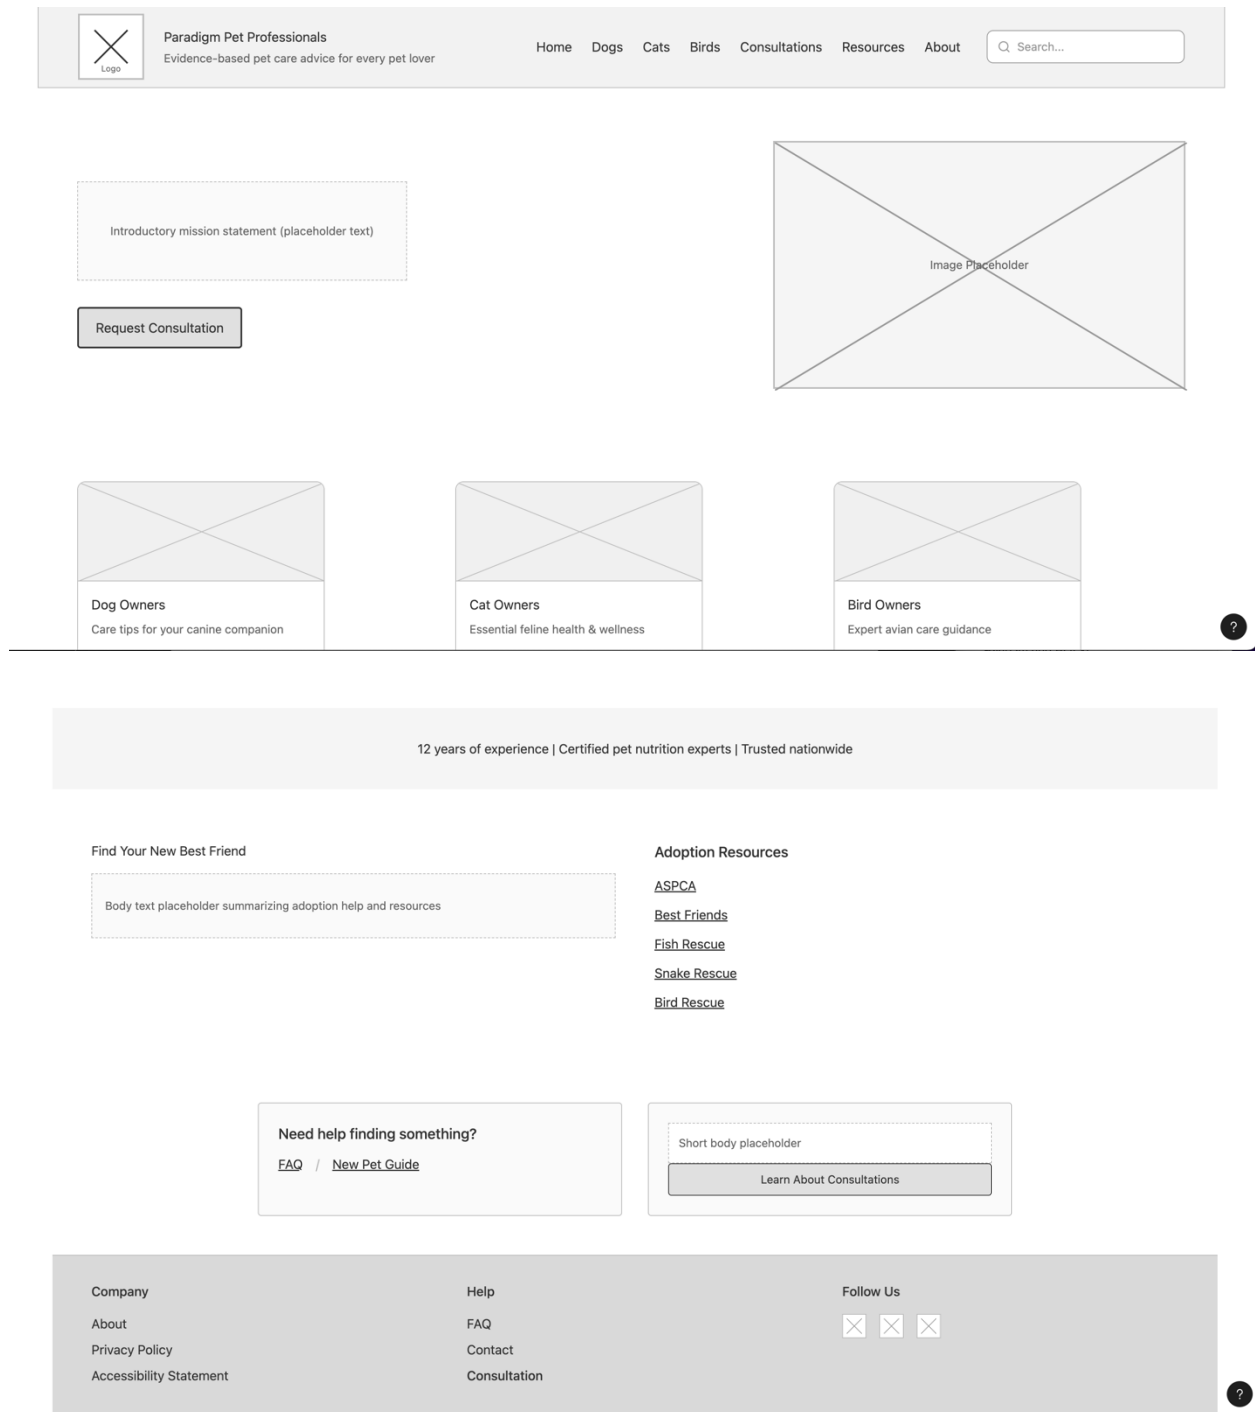 Logo
Paradigm Pet Professionals
Evidence-based pet care advice for every pet lover
Home Dogs Cats Birds Consultations Resources About
Search...
Introductory mission statement (placeholder text)
Request Consultation
Image Placeholder
Dog Owners
Care tips for your canine companion
Cat Owners
Essential feline health & wellness
Bird Owners
Expert avian care guidance
?
12 years of experience | Certified pet nutrition experts | Trusted nationwide
Find Your New Best Friend
Body text placeholder summarizing adoption help and resources
Adoption Resources
ASPCA
Best Friends
Fish Rescue
Snake Rescue
Bird Rescue
Need help finding something?
FAQ / New Pet Guide
Short body placeholder
Learn About Consultations
Company
About
Privacy Policy
Accessibility Statement
Help
FAQ
Contact
Consultation
Follow Us
?